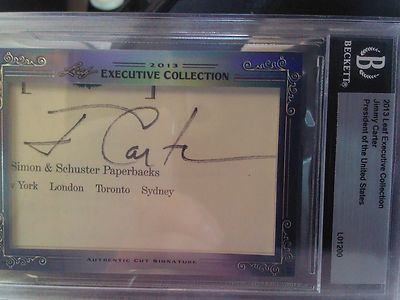 2013
Leaf EXECUTIVE COLLECTION
J Carter
Simon & Schuster Paperbacks
York London Toronto Sydney
AUTHENTIC CUT SIGNATURE
B
BECKETT
2013 Leaf Executive Collection
Jimmy Carter
President of the United States
L01200